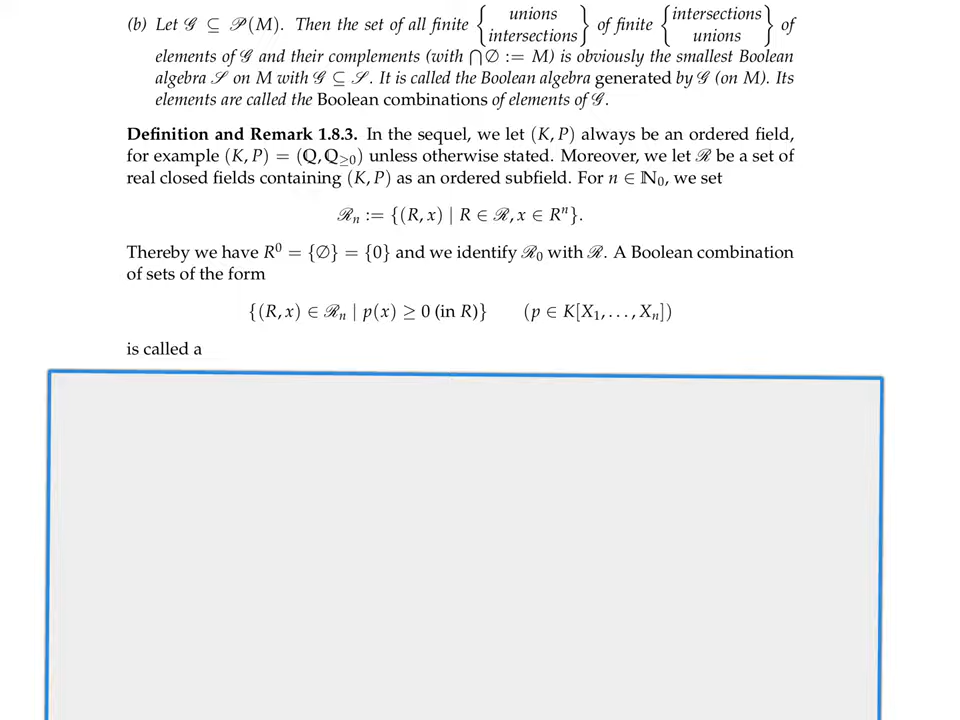 (b) Let 𝒢 ⊆ 𝒫(M). Then the set of all finite { unions / intersections } of finite { intersections / unions } of
elements of 𝒢 and their complements (with ⋂∅ := M) is obviously the smallest Boolean
algebra 𝒮 on M with 𝒢 ⊆ 𝒮. It is called the Boolean algebra generated by 𝒢 (on M). Its
elements are called the Boolean combinations of elements of 𝒢.
Definition and Remark 1.8.3. In the sequel, we let (K, P) always be an ordered field,
for example (K, P) = (ℚ, ℚ≥0) unless otherwise stated. Moreover, we let ℛ be a set of
real closed fields containing (K, P) as an ordered subfield. For n ∈ ℕ₀, we set
ℛₙ := {(R, x) | R ∈ ℛ, x ∈ Rⁿ}.
Thereby we have R⁰ = {∅} = {0} and we identify ℛ₀ with ℛ. A Boolean combination
of sets of the form
{(R, x) ∈ ℛₙ | p(x) ≥ 0 (in R)} (p ∈ K[X₁, . . . , Xₙ])
is called a